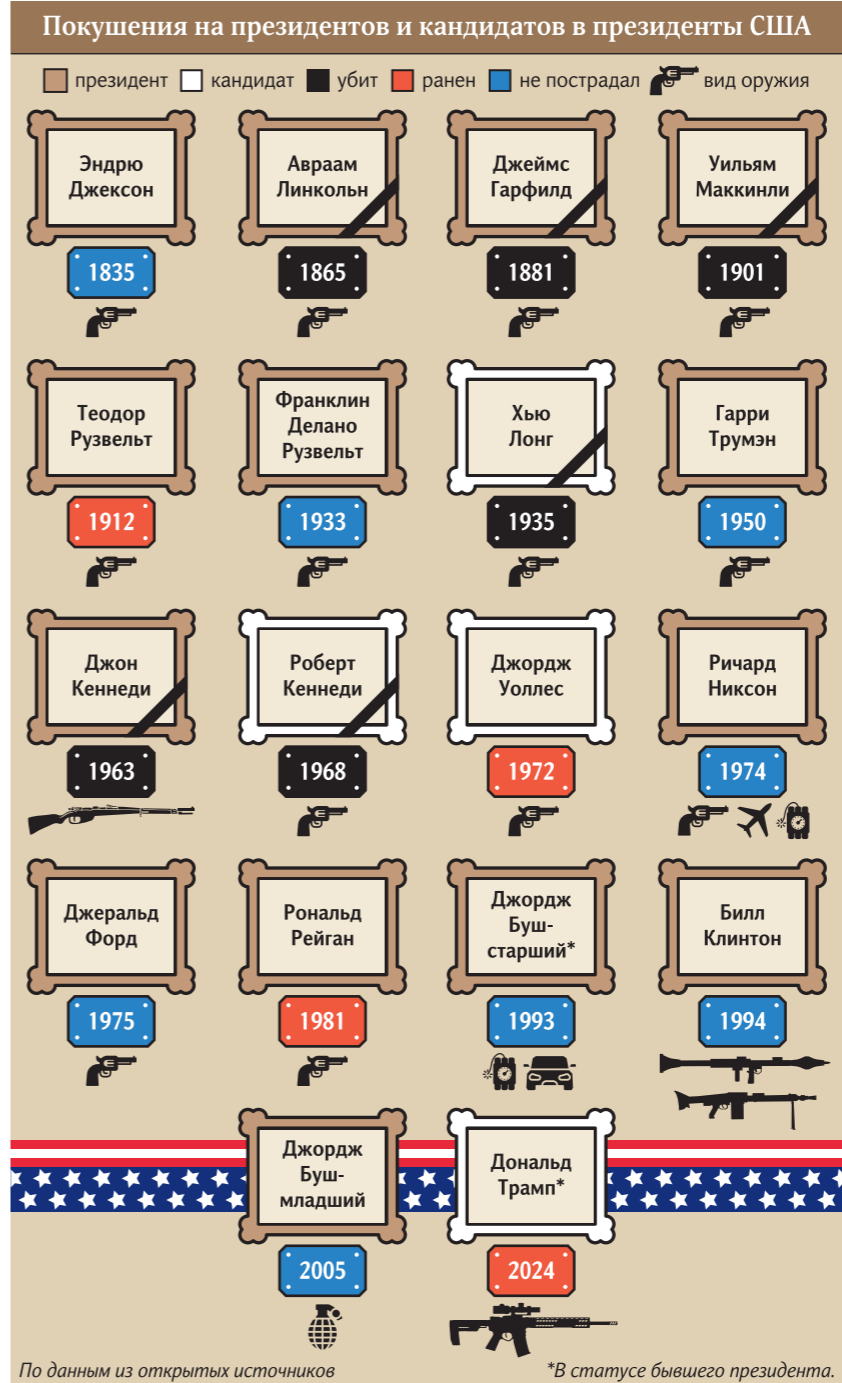 Покушения на президентов и кандидатов в президенты США
президент кандидат убит ранен не пострадал вид оружия
Эндрю
Джексон
1835
Авраам
Линкольн
1865
Джеймс
Гарфилд
1881
Уильям
Маккинли
1901
Теодор
Рузвельт
1912
Франклин
Делано
Рузвельт
1933
Хью
Лонг
1935
Гарри
Трумэн
1950
Джон
Кеннеди
1963
Роберт
Кеннеди
1968
Джордж
Уоллес
1972
Ричард
Никсон
1974
Джеральд
Форд
1975
Рональд
Рейган
1981
Джордж
Буш-
старший*
1993
Билл
Клинтон
1994
Джордж
Буш-
младший
2005
Дональд
Трамп*
2024
По данным из открытых источников
*В статусе бывшего президента.